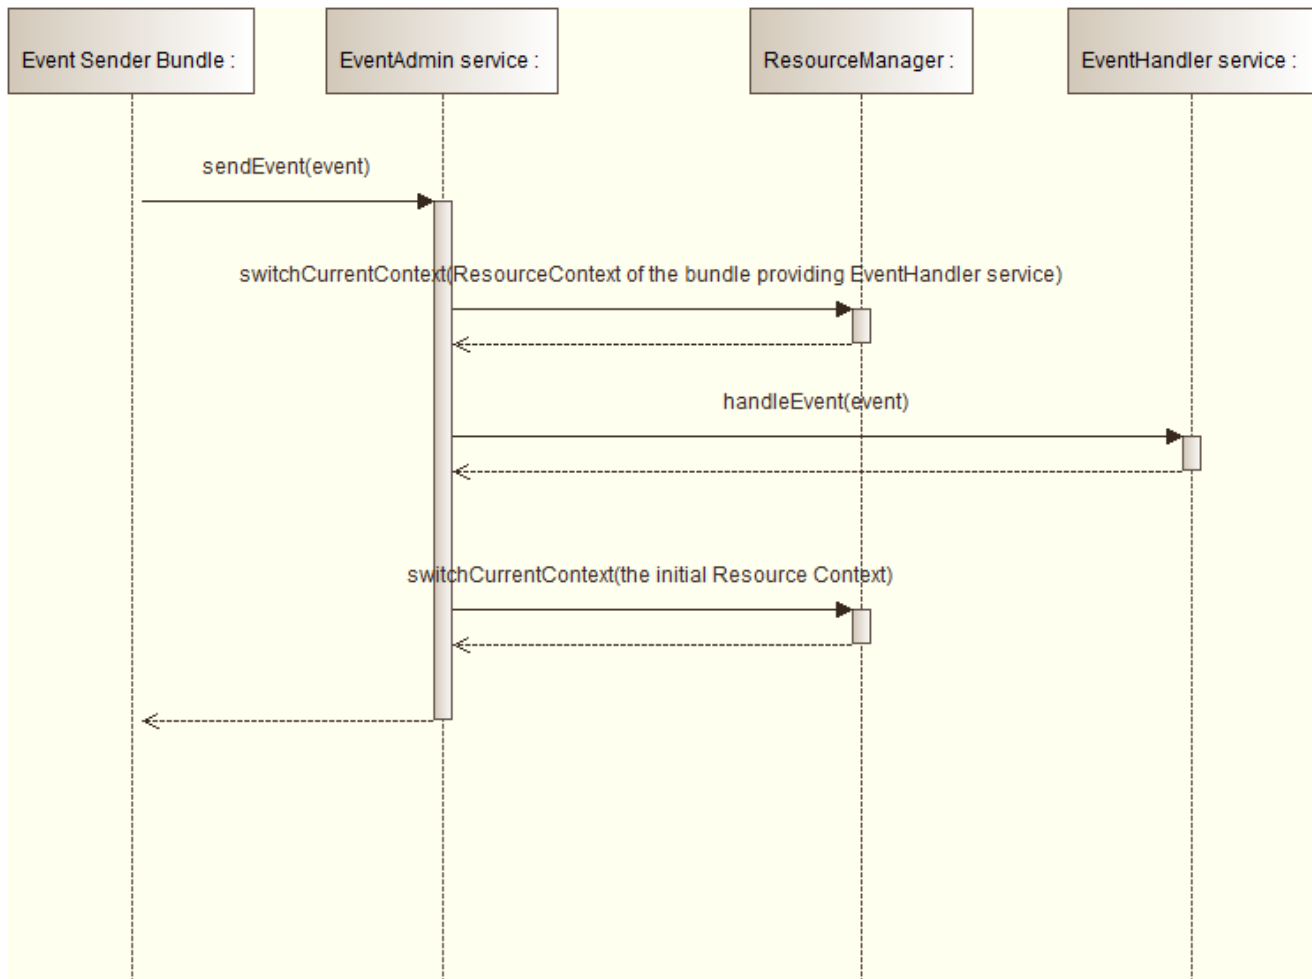 Event Sender Bundle :
EventAdmin service :
ResourceManager :
EventHandler service :
sendEvent(event)
switchCurrentContext(ResourceContext of the bundle providing EventHandler service)
handleEvent(event)
switchCurrentContext(the initial Resource Context)